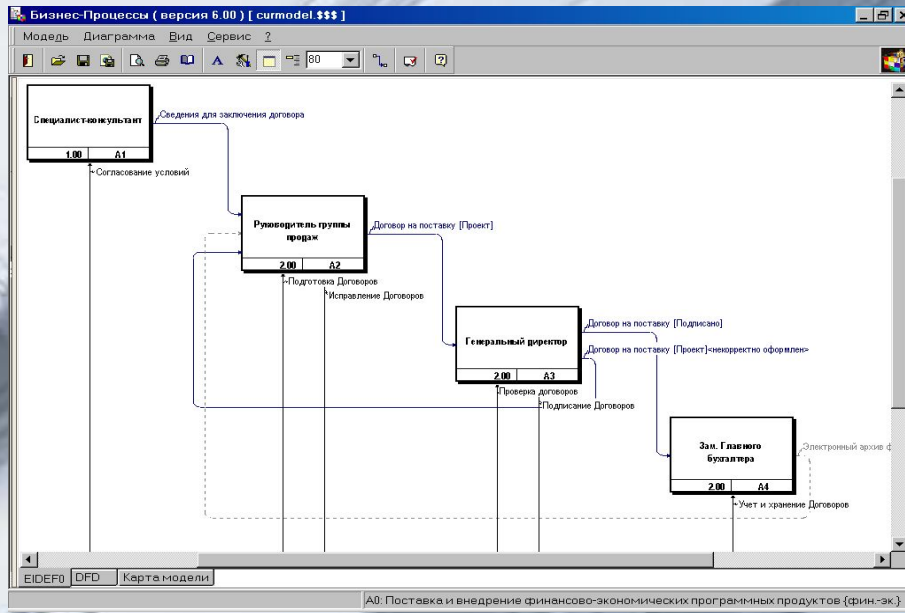 Бизнес-Процессы ( версия 6.00 ) [ curmodel.$$$ ]
Модель Диаграмма Вид Сервис ?
80
Специалист-консультант
1.00 A1
Сведения для заключения договора
Согласование условий
Руководитель группы
продаж
2.00 A2
Договор на поставку [Проект]
Подготовка Договоров
Исправление Договоров
Генеральный директор
2.00 A3
Договор на поставку [Подписано]
Договор на поставку [Проект]<некорректно оформлен>
Проверка договоров
Подписание Договоров
Зам. Главного
бухгалтера
2.00 A4
Электронный архив ф
Учет и хранение Договоров
EIDEF0 DFD Карта модели
A0: Поставка и внедрение финансово-экономических программных продуктов {фин.-эк.}